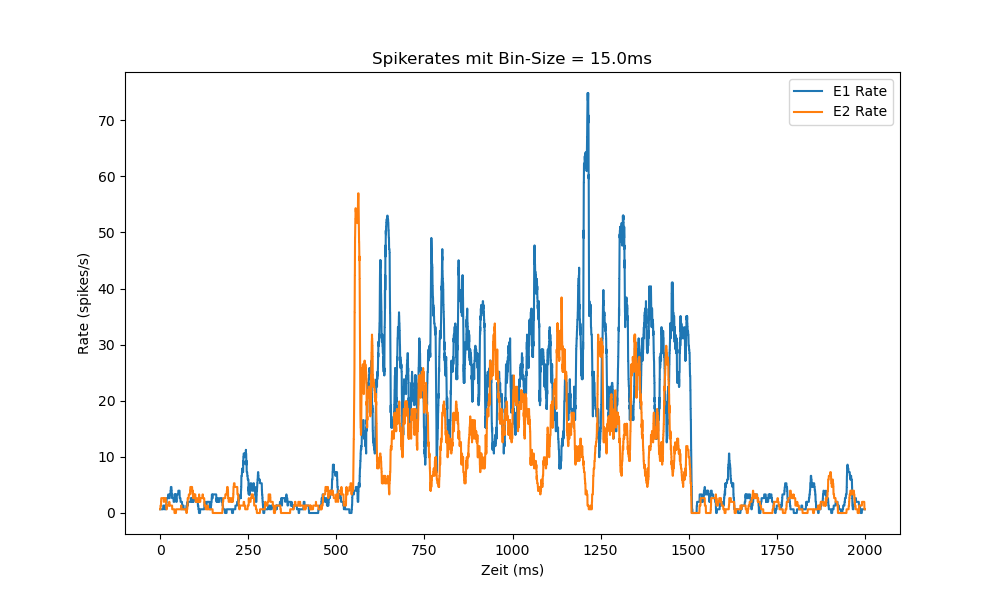 Spikerates mit Bin-Size = 15.0ms
E1 Rate
E2 Rate
Rate (spikes/s)
70
60
50
40
30
20
10
0
0 250 500 750 1000 1250 1500 1750 2000
Zeit (ms)